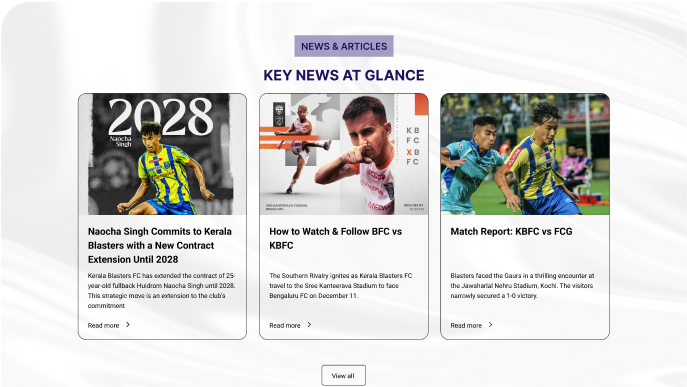 NEWS & ARTICLES
KEY NEWS AT GLANCE
2028
Naocha
Singh
Naocha Singh Commits to Kerala
Blasters with a New Contract
Extension Until 2028
Kerala Blasters FC has extended the contract of 25-
year-old fullback Huidrom Naocha Singh until 2028.
This strategic move is an extension to the club's
commitment
Read more
KB
FC
XB
FC
How to Watch & Follow BFC vs
KBFC
The Southern Rivalry ignites as Kerala Blasters FC
travel to the Sree Kanteerava Stadium to face
Bengaluru FC on December 11.
Read more
Match Report: KBFC vs FCG
Blasters faced the Gaurs in a thrilling encounter at
the Jawaharlal Nehru Stadium, Kochi. The visitors
narrowly secured a 1-0 victory.
Read more
View all